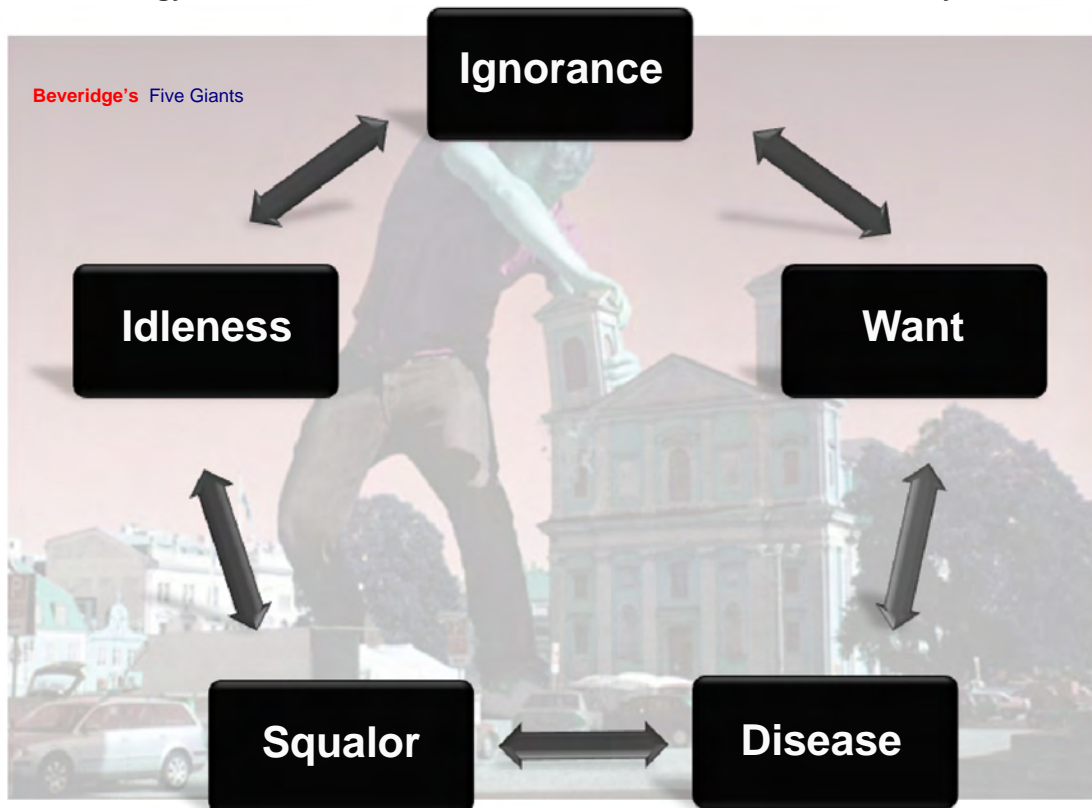 Ignorance
Beveridge's Five Giants
Idleness
Want
Squalor
Disease